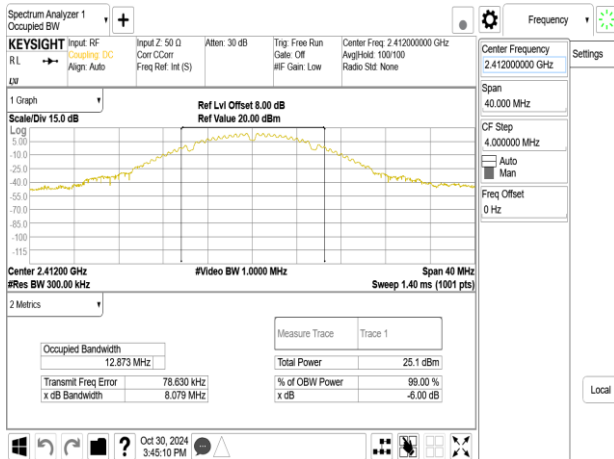 Spectrum Analyzer 1
Occupied BW
Frequency
KEYSIGHT
RL
LXI
Input: RF
Coupling: DC
Align: Auto
Input Z: 50 Ω
Corr CCorr
Freq Ref: Int (S)
Atten: 30 dB
Trig: Free Run
Gate: Off
#IF Gain: Low
Center Freq: 2.412000000 GHz
Avg|Hold: 100/100
Radio Std: None
Center Frequency
2.412000000 GHz
Settings
Span
40.000 MHz
CF Step
4.000000 MHz
Auto
Man
Freq Offset
0 Hz
Local
1 Graph
Scale/Div 15.0 dB
Ref Lvl Offset 8.00 dB
Ref Value 20.00 dBm
Log
5.00
-10.0
-25.0
-40.0
-55.0
-70.0
-85.0
-100
-115
Center 2.41200 GHz
#Res BW 300.00 kHz
#Video BW 1.0000 MHz
Span 40 MHz
Sweep 1.40 ms (1001 pts)
2 Metrics
Measure Trace Trace 1
Occupied Bandwidth
12.873 MHz
Total Power 25.1 dBm
Transmit Freq Error 78.630 kHz
% of OBW Power 99.00 %
x dB Bandwidth 8.079 MHz
x dB -6.00 dB
Oct 30, 2024
3:45:10 PM